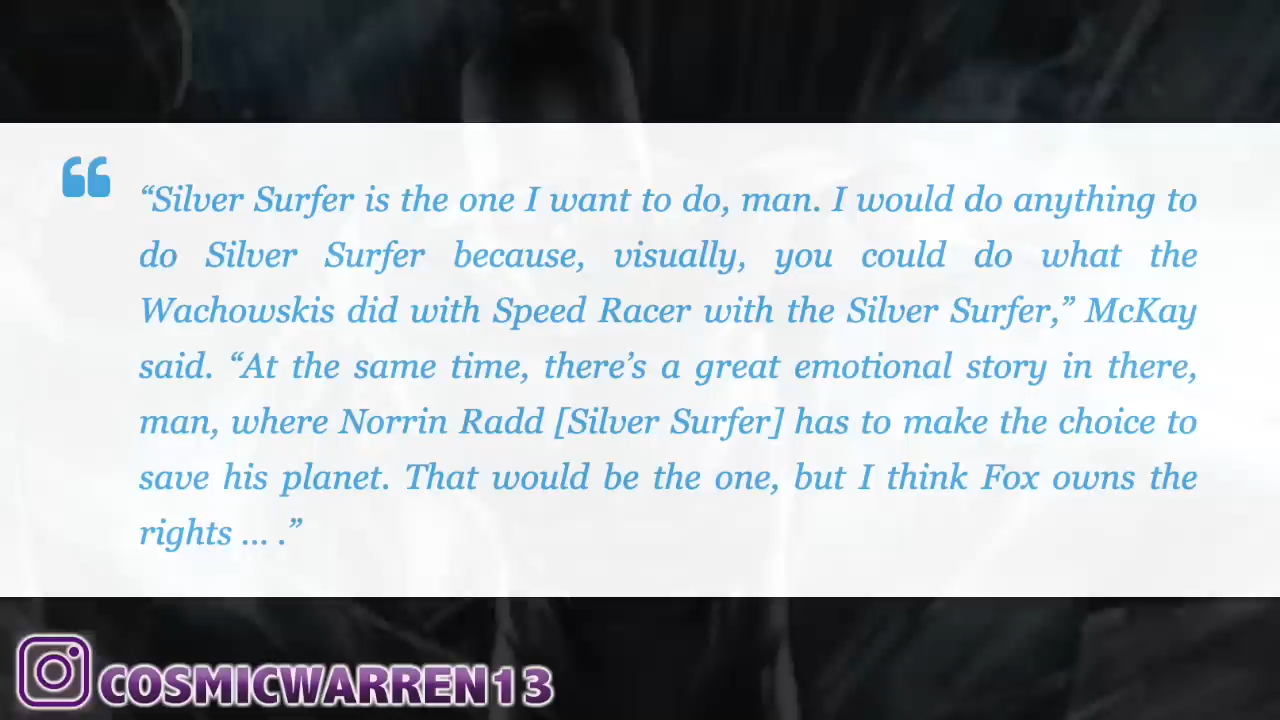 “Silver Surfer is the one I want to do, man. I would do anything to
do Silver Surfer because, visually, you could do what the
Wachowskis did with Speed Racer with the Silver Surfer,” McKay
said. “At the same time, there’s a great emotional story in there,
man, where Norrin Radd [Silver Surfer] has to make the choice to
save his planet. That would be the one, but I think Fox owns the
rights ... .”
COSMICWARREN13